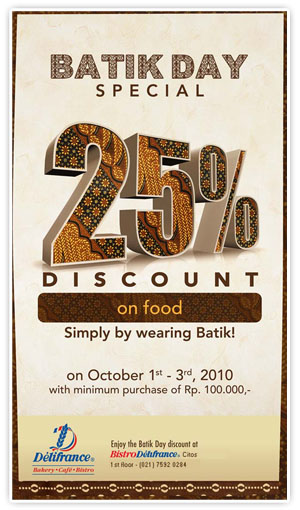 BATIK DAY
SPECIAL
25%
DISCOUNT
on food
Simply by wearing Batik!
on October 1st - 3rd, 2010
with minimum purchase of Rp. 100.000,-
Délifrance®
Bakery • Café • Bistro
Enjoy the Batik Day discount at
BistroDélifrance® Citos
1st floor - (021) 7592 0284